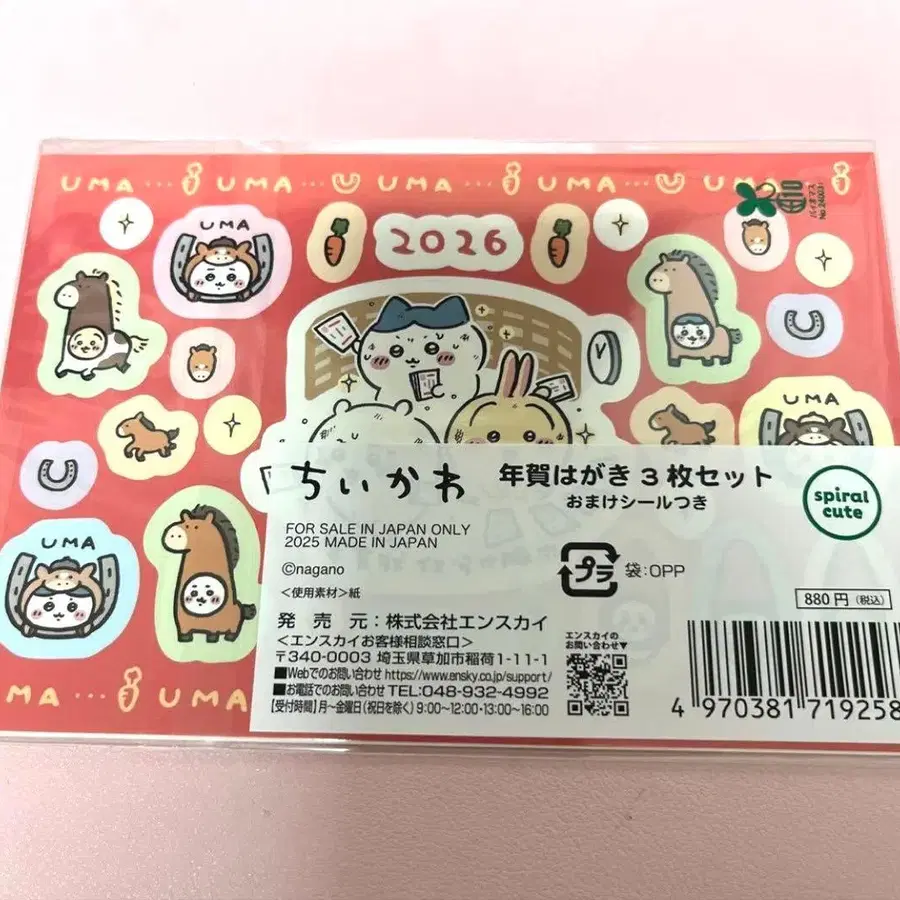 UMA ... UMA ... UMA ... UMA ... UMA ...
バイオマス
No 240031
UMA
2026
UMA
UMA
ちいかわ
年賀はがき3枚セット
おまけシールつき
spiral
cute
FOR SALE IN JAPAN ONLY
2025 MADE IN JAPAN
©nagano
<使用素材>紙
プラ
袋:OPP
880円(税込)
発売元:株式会社エンスカイ
<エンスカイお客様相談窓口>
〒340-0003 埼玉県草加市稲荷1-11-1
■Webでのお問い合わせ https://www.ensky.co.jp/support/
■お電話でのお問い合わせ TEL:048-932-4992
【受付時間】月~金曜日(祝日を除く)9:00~12:00・13:00~16:00
エンスカイの
お問い合わせ▼
4 970381 719258
MA ... UMA